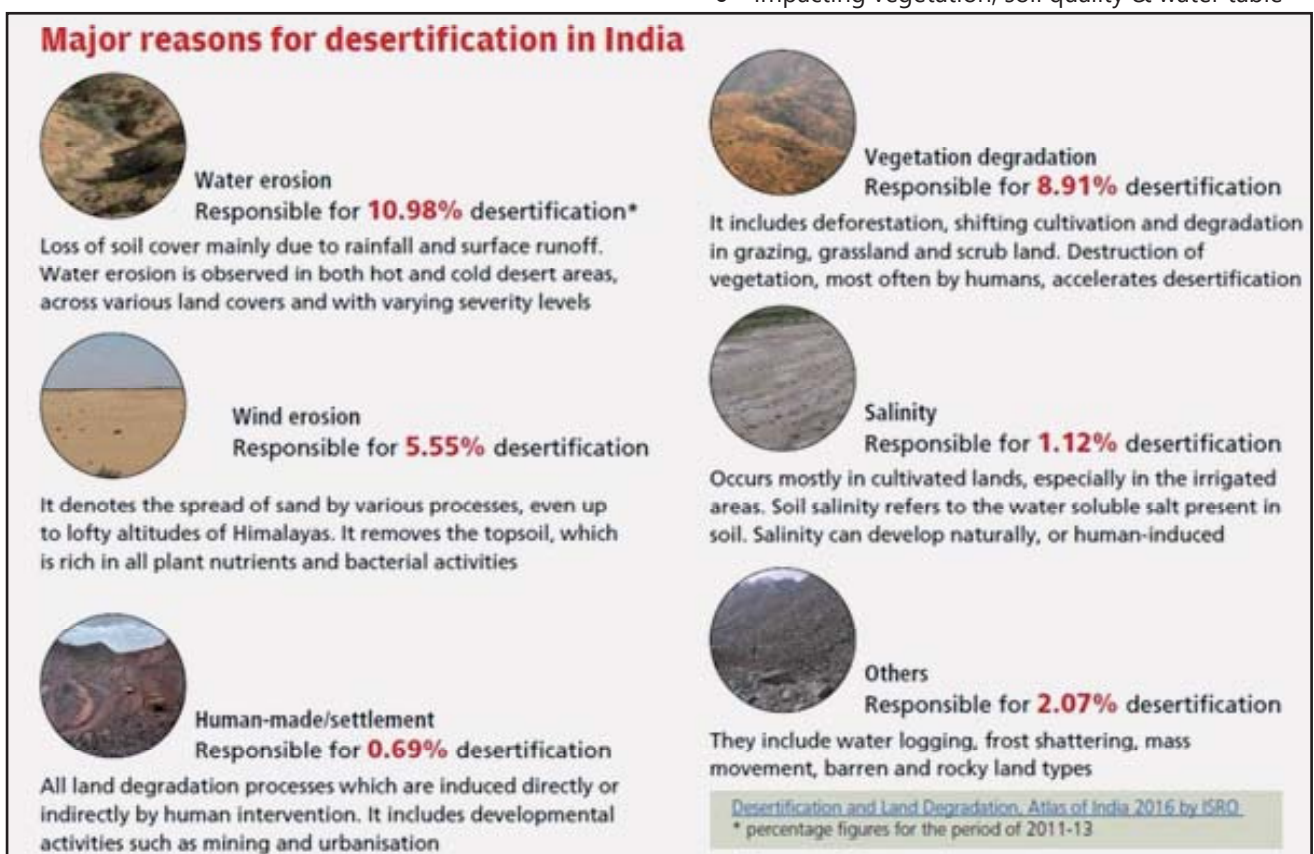 Impacting vegetation, soil quality & water table
Major reasons for desertification in India
Water erosion
Responsible for 10.98% desertification*
Loss of soil cover mainly due to rainfall and surface runoff.
Water erosion is observed in both hot and cold desert areas,
across various land covers and with varying severity levels
Wind erosion
Responsible for 5.55% desertification
It denotes the spread of sand by various processes, even up
to lofty altitudes of Himalayas. It removes the topsoil, which
is rich in all plant nutrients and bacterial activities
Human-made/settlement
Responsible for 0.69% desertification
All land degradation processes which are induced directly or
indirectly by human intervention. It includes developmental
activities such as mining and urbanisation
Vegetation degradation
Responsible for 8.91% desertification
It includes deforestation, shifting cultivation and degradation
in grazing, grassland and scrub land. Destruction of
vegetation, most often by humans, accelerates desertification
Salinity
Responsible for 1.12% desertification
Occurs mostly in cultivated lands, especially in the irrigated
areas. Soil salinity refers to the water soluble salt present in
soil. Salinity can develop naturally, or human-induced
Others
Responsible for 2.07% desertification
They include water logging, frost shattering, mass
movement, barren and rocky land types
Desertification and Land Degradation, Atlas of India 2016 by ISRO
* percentage figures for the period of 2011-13